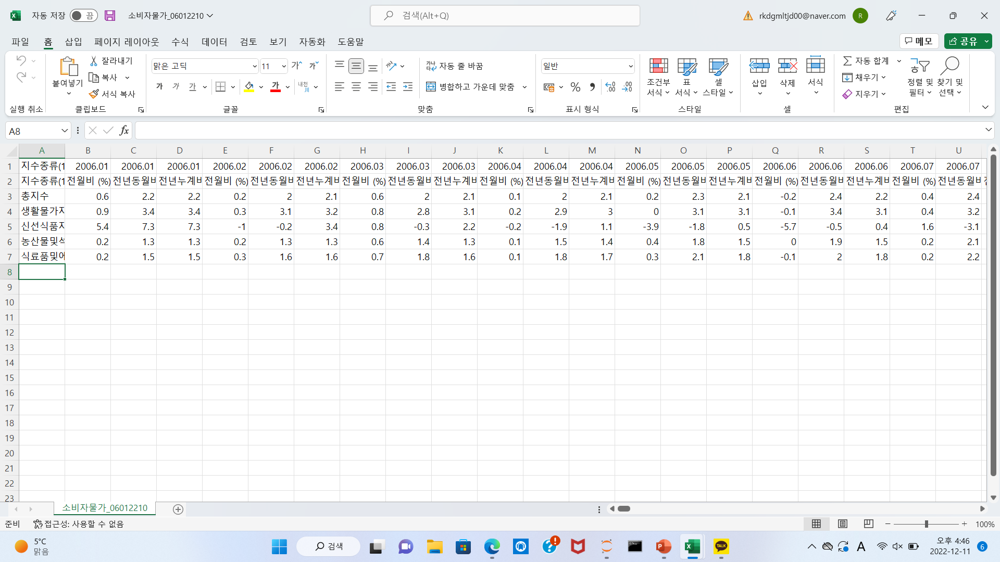 자동 저장 끔 소비자물가_06012210 검색(Alt+Q) rkdgmltjd00@naver.com R
파일 홈 삽입 페이지 레이아웃 수식 데이터 검토 보기 자동화 도움말 메모 공유
붙여넣기 잘라내기 복사 서식 복사
맑은 고딕 11 가 가
가 가 가 가 내천 川
가나 다 자동 줄 바꿈
병합하고 가운데 맞춤
일반
% , .00 .00
조건부 서식 표 서식 셀 스타일
삽입 삭제 서식
자동 합계 채우기 지우기
정렬 및 필터 찾기 및 선택
실행 취소 클립보드 글꼴 맞춤 표시 형식 스타일 셀 편집
A8 fx
A B C D E F G H I J K L M N O P Q R S T U
1 지수종류(1 2006.01 2006.01 2006.01 2006.02 2006.02 2006.02 2006.03 2006.03 2006.03 2006.04 2006.04 2006.04 2006.05 2006.05 2006.05 2006.06 2006.06 2006.06 2006.07 2006.07
2 지수종류(1 전월비 (%) 전년동월비 전년누계비 전월비 (%) 전년동월비 전년누계비 전월비 (%) 전년동월비 전년누계비 전월비 (%) 전년동월비 전년누계비 전월비 (%) 전년동월비 전년누계비 전월비 (%) 전년동월비 전년누계비 전월비 (%) 전년동월비
3 총지수 0.6 2.2 2.2 0.2 2 2.1 0.6 2 2.1 0.1 2 2.1 0.2 2.3 2.1 -0.2 2.4 2.2 0.4 2.4
4 생활물가지 0.9 3.4 3.4 0.3 3.1 3.2 0.8 2.8 3.1 0.2 2.9 3 0 3.1 3.1 -0.1 3.4 3.1 0.4 3.2
5 신선식품지 5.4 7.3 7.3 -1 -0.2 3.4 0.8 -0.3 2.2 -0.2 -1.9 1.1 -3.9 -1.8 0.5 -5.7 -0.5 0.4 1.6 -3.1
6 농산물및석 0.2 1.3 1.3 0.2 1.3 1.3 0.6 1.4 1.3 0.1 1.5 1.4 0.4 1.8 1.5 0 1.9 1.5 0.2 2.1
7 식료품및에 0.2 1.5 1.5 0.3 1.6 1.6 0.7 1.8 1.6 0.1 1.8 1.7 0.3 2.1 1.8 -0.1 2 1.8 0.2 2.2
8
9
10
11
12
13
14
15
16
17
18
19
20
21
22
23
소비자물가_06012210
준비 접근성: 사용할 수 없음 100%
5°C
맑음
검색 P X TALK A 오후 4:46
2022-12-11 6